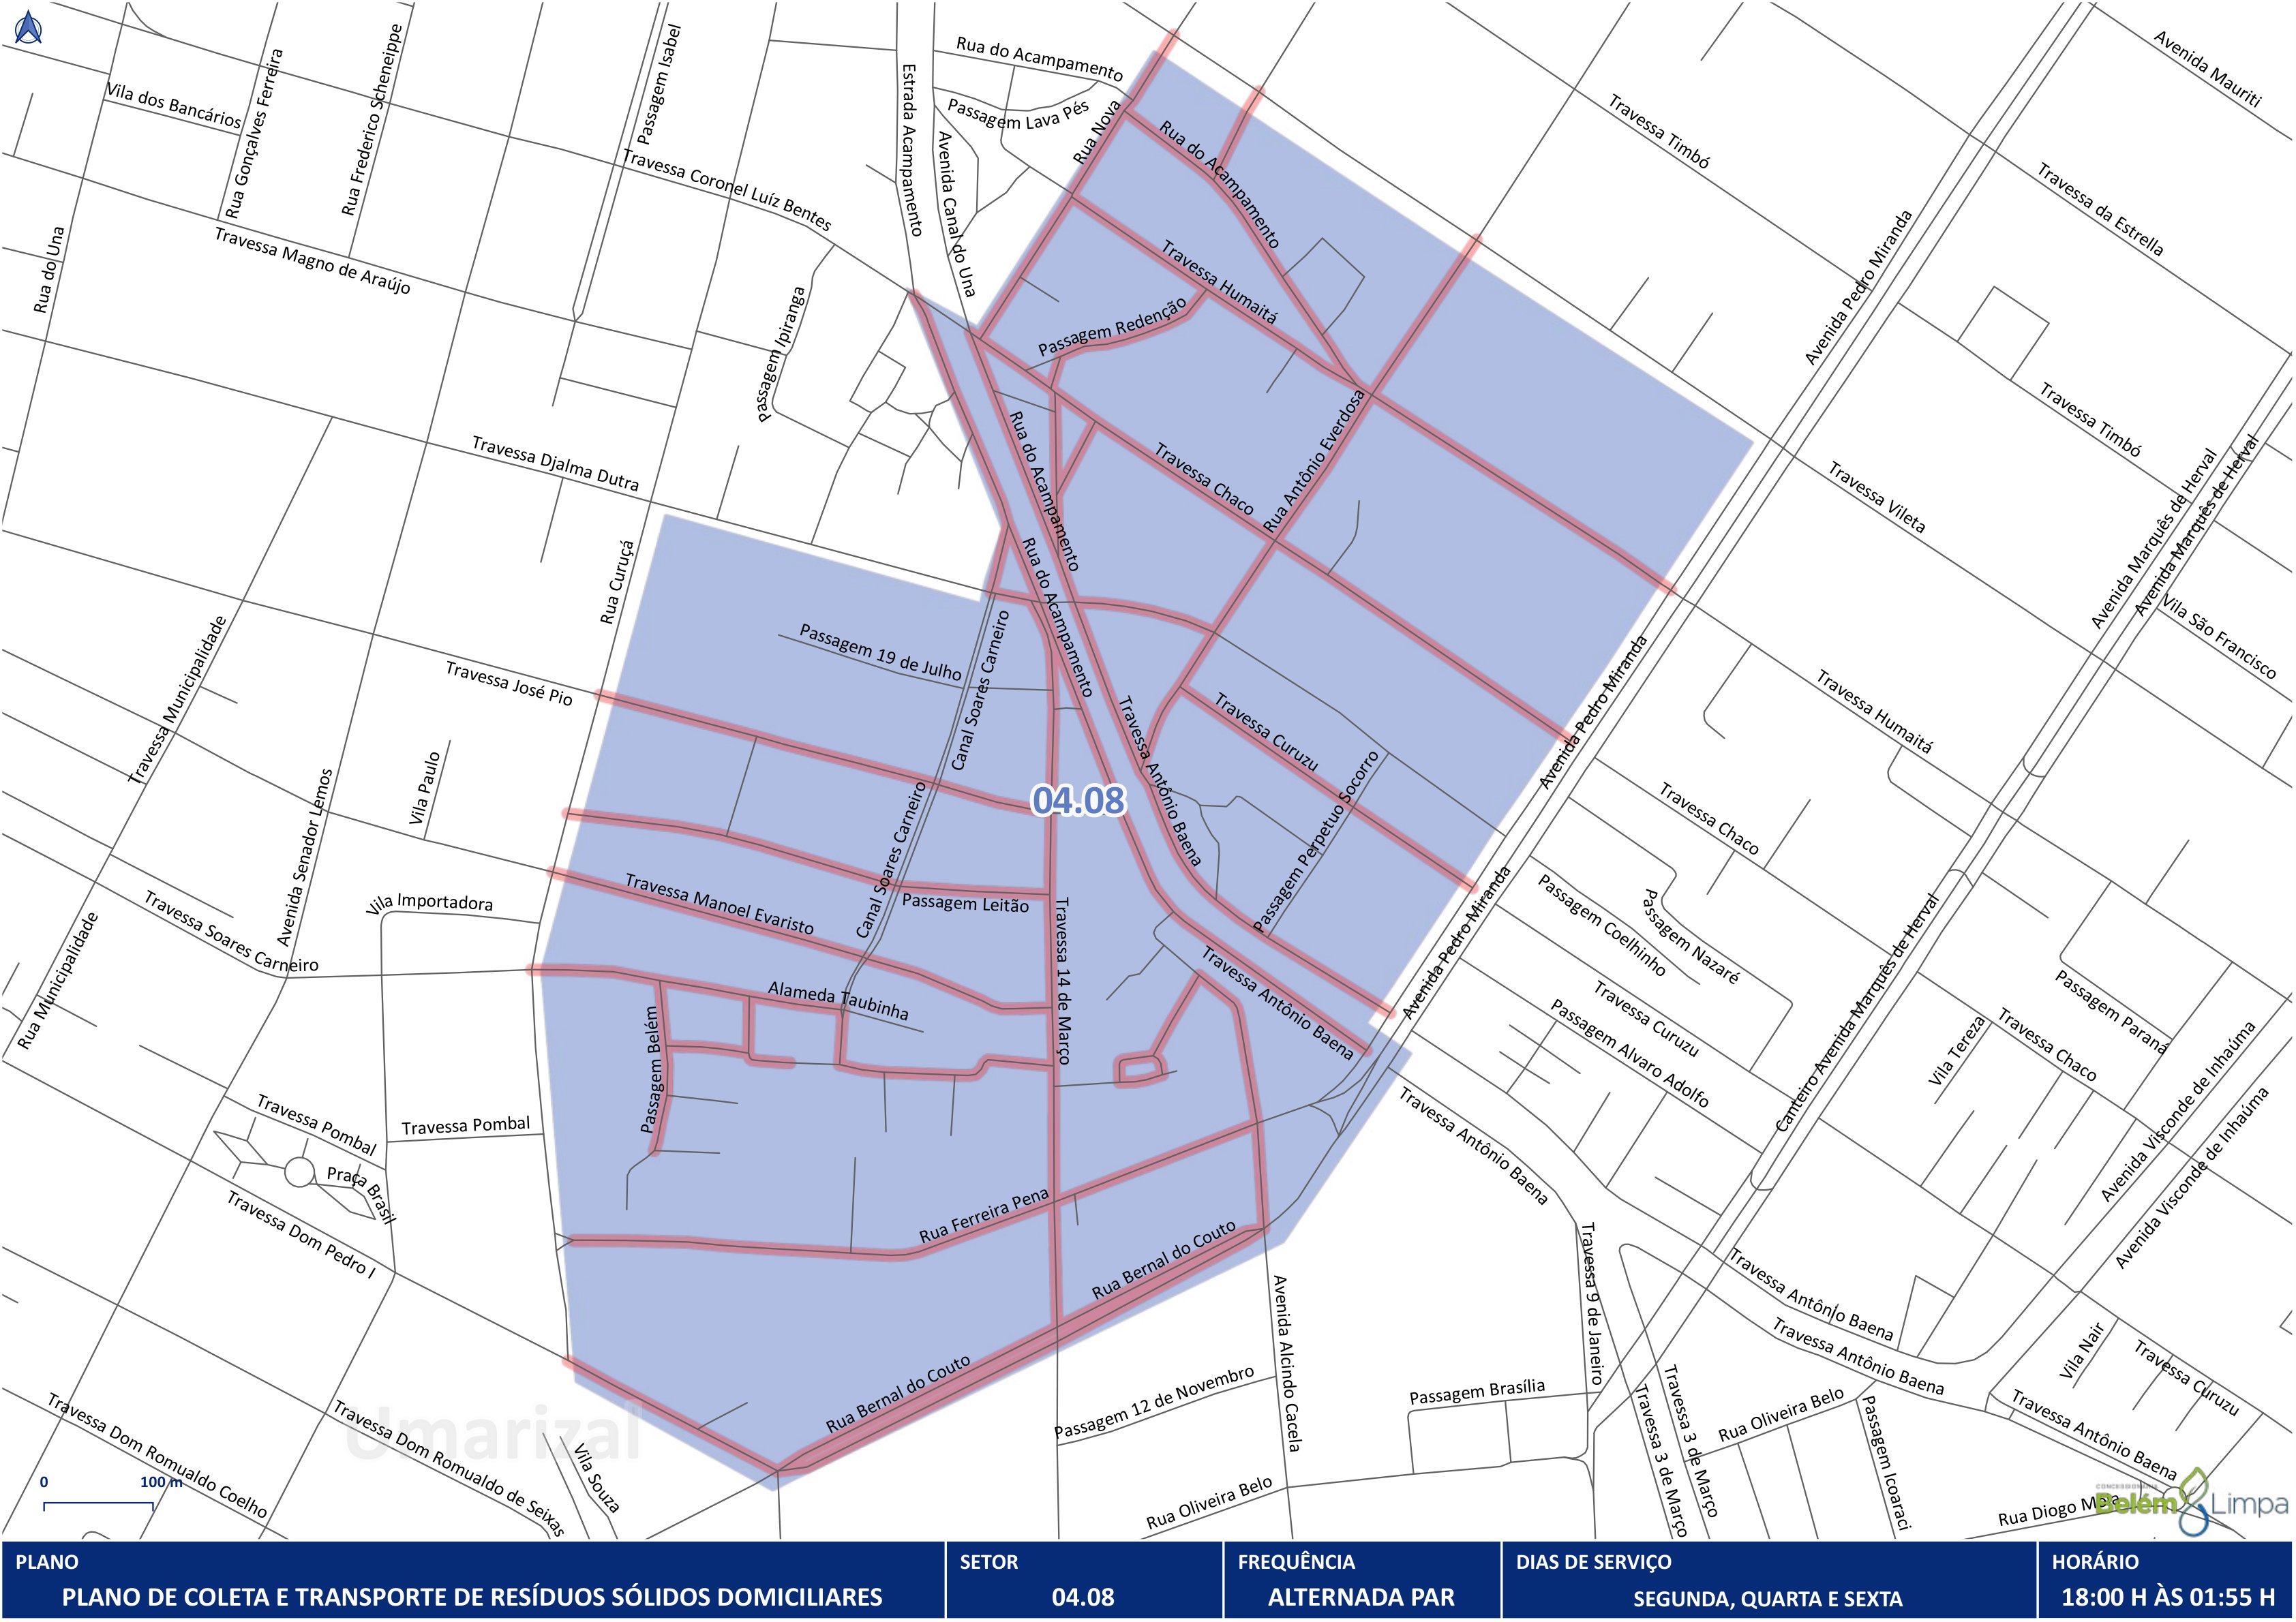 Rua do Acampamento
Avenida Mauriti
Vila dos Bancários
Rua Gonçalves Ferreira
Rua Frederico Scheneippe
Passagem Isabel
Estrada Acampamento
Avenida Canal do Una
Passagem Lava Pés
Rua Nova
Rua do Acampamento
Travessa Timbó
Travessa Coronel Luíz Bentes
Travessa da Estrella
Rua do Una
Travessa Magno de Araújo
Travessa Humaitá
Avenida Pedro Miranda
Passagem Ipiranga
Passagem Redenção
Travessa Timbó
Travessa Djalma Dutra
Rua do Acampamento
Travessa Chaco
Rua Antônio Everdosa
Travessa Vileta
Avenida Marquês de Herval
Avenida Marquês de Herval
Rua Curuçá
Rua do Acampamento
Vila São Francisco
Travessa Municipalidade
Passagem 19 de Julho
Canal Soares Carneiro
Travessa José Pio
Travessa Antônio Baena
Travessa Curuzu
Avenida Pedro Miranda
Travessa Humaitá
Vila Paulo
Avenida Senador Lemos
04.08
Passagem Perpetuo Socorro
Travessa Chaco
Canal Soares Carneiro
Travessa Manoel Evaristo
Passagem Leitão
Vila Importadora
Travessa Soares Carneiro
Rua Municipalidade
Travessa 14 de Março
Travessa Antônio Baena
Avenida Pedro Miranda
Passagem Coelhinho
Passagem Nazaré
Canteiro Avenida Marquês de Herval
Alameda Taubinha
Passagem Belém
Travessa Curuzu
Passagem Alvaro Adolfo
Passagem Paraná
Vila Tereza
Travessa Chaco
Avenida Visconde de Inhaúma
Avenida Visconde de Inhaúma
Travessa Pombal
Travessa Pombal
Praça Brasil
Travessa Dom Pedro I
Travessa Antônio Baena
Rua Ferreira Pena
Rua Bernal do Couto
Travessa 9 de Janeiro
Travessa Antônio Baena
Travessa Antônio Baena
Avenida Alcindo Cacela
Vila Nair
Travessa Curuzu
Rua Bernal do Couto
Passagem 12 de Novembro
Passagem Brasília
Travessa 3 de Março
Travessa 3 de Março
Rua Oliveira Belo
Passagem Icoaraci
Travessa Antônio Baena
Travessa Dom Romualdo Coelho
Travessa Dom Romualdo de Seixas
Umarizal
Vila Souza
Rua Oliveira Belo
Rua Diogo
0 100 m
CONCESSIONÁRIA
Belém Limpa
PLANO
PLANO DE COLETA E TRANSPORTE DE RESÍDUOS SÓLIDOS DOMICILIARES
SETOR
04.08
FREQUÊNCIA
ALTERNADA PAR
DIAS DE SERVIÇO
SEGUNDA, QUARTA E SEXTA
HORÁRIO
18:00 H ÀS 01:55 H